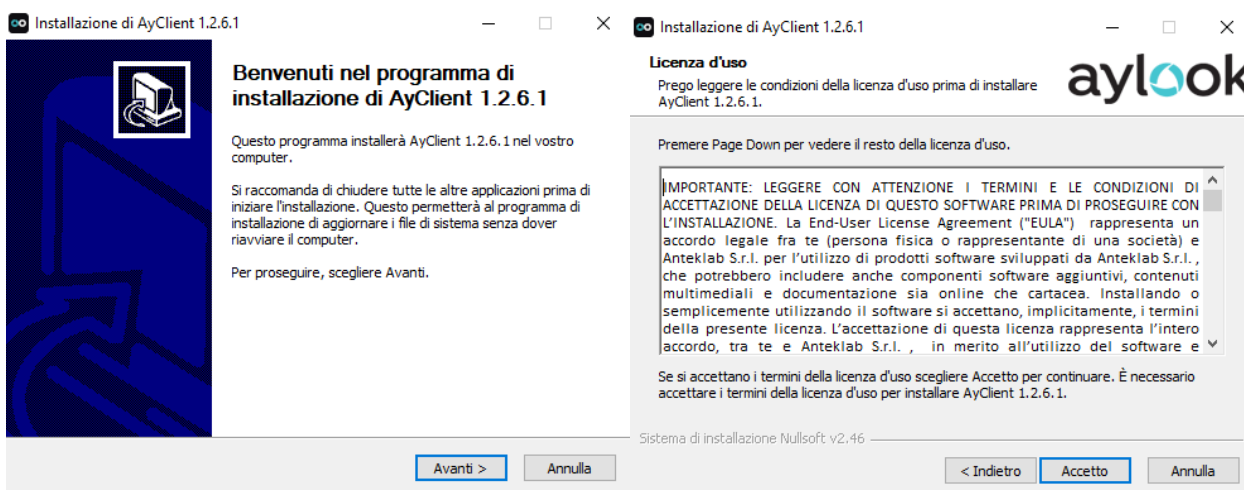 Installazione di AyClient 1.2.6.1
Benvenuti nel programma di
installazione di AyClient 1.2.6.1
Questo programma installerà AyClient 1.2.6.1 nel vostro
computer.
Si raccomanda di chiudere tutte le altre applicazioni prima di
iniziare l'installazione. Questo permetterà al programma di
installazione di aggiornare i file di sistema senza dover
riavviare il computer.
Per proseguire, scegliere Avanti.
Avanti >
Annulla
Installazione di AyClient 1.2.6.1
Licenza d'uso
Prego leggere le condizioni della licenza d'uso prima di installare
AyClient 1.2.6.1.
aylook
Premere Page Down per vedere il resto della licenza d'uso.
IMPORTANTE: LEGGERE CON ATTENZIONE I TERMINI E LE CONDIZIONI DI
ACCETTAZIONE DELLA LICENZA DI QUESTO SOFTWARE PRIMA DI PROSEGUIRE CON
L’INSTALLAZIONE. La End-User License Agreement ("EULA") rappresenta un
accordo legale fra te (persona fisica o rappresentante di una società) e
Anteklab S.r.l. per l’utilizzo di prodotti software sviluppati da Anteklab S.r.l. ,
che potrebbero includere anche componenti software aggiuntivi, contenuti
multimediali e documentazione sia online che cartacea. Installando o
semplicemente utilizzando il software si accettano, implicitamente, i termini
della presente licenza. L’accettazione di questa licenza rappresenta l’intero
accordo, tra te e Anteklab S.r.l. , in merito all’utilizzo del software e
Se si accettano i termini della licenza d'uso scegliere Accetto per continuare. È necessario
accettare i termini della licenza d'uso per installare AyClient 1.2.6.1.
Sistema di installazione Nullsoft v2.46
< Indietro
Accetto
Annulla